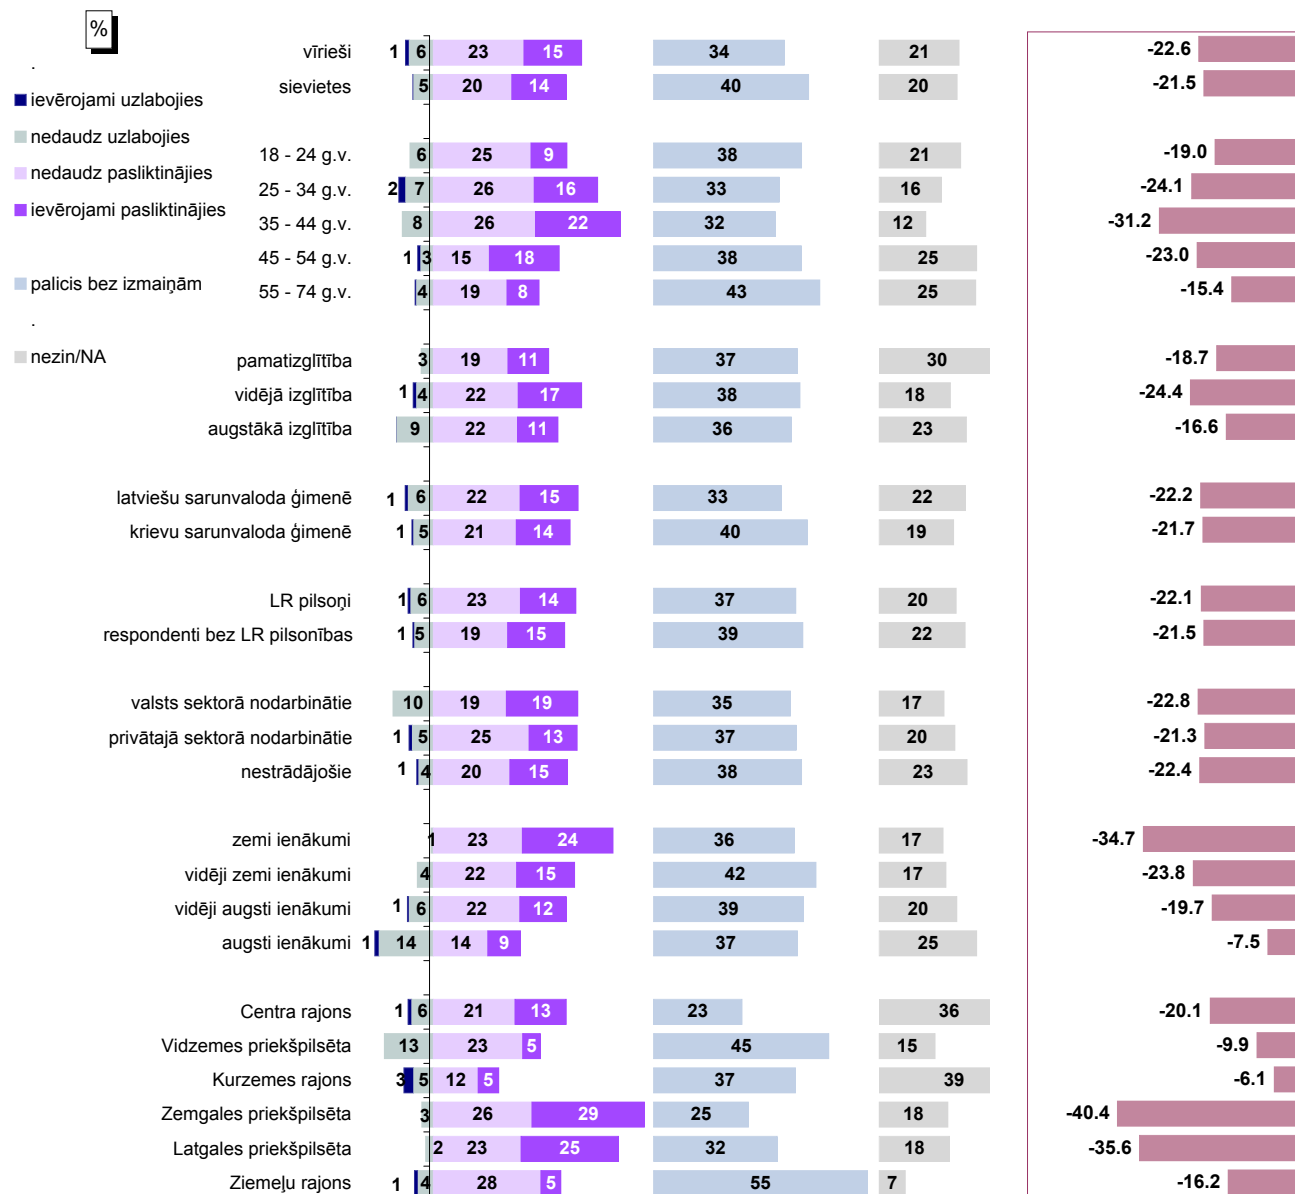 %
.
ievērojami uzlabojies
nedaudz uzlabojies
nedaudz pasliktinājies
ievērojami pasliktinājies
palicis bez izmaiņām
.
nezin/NA
vīrieši 1 6 23 15 34 21 -22.6
sievietes 5 20 14 40 20 -21.5
18 - 24 g.v. 6 25 9 38 21 -19.0
25 - 34 g.v. 2 7 26 16 33 16 -24.1
35 - 44 g.v. 8 26 22 32 12 -31.2
45 - 54 g.v. 1 3 15 18 38 25 -23.0
55 - 74 g.v. 4 19 8 43 25 -15.4
pamatizglītība 3 19 11 37 30 -18.7
vidējā izglītība 1 4 22 17 38 18 -24.4
augstākā izglītība 9 22 11 36 23 -16.6
latviešu sarunvaloda ģimenē 1 6 22 15 33 22 -22.2
krievu sarunvaloda ģimenē 1 5 21 14 40 19 -21.7
LR pilsoņi 1 6 23 14 37 20 -22.1
respondenti bez LR pilsonības 1 5 19 15 39 22 -21.5
valsts sektorā nodarbinātie 10 19 19 35 17 -22.8
privātajā sektorā nodarbinātie 1 5 25 13 37 20 -21.3
nestrādājošie 1 4 20 15 38 23 -22.4
zemi ienākumi 1 23 24 36 17 -34.7
vidēji zemi ienākumi 4 22 15 42 17 -23.8
vidēji augsti ienākumi 1 6 22 12 39 20 -19.7
augsti ienākumi 1 14 14 9 37 25 -7.5
Centra rajons 1 6 21 13 23 36 -20.1
Vidzemes priekšpilsēta 13 23 5 45 15 -9.9
Kurzemes rajons 3 5 12 5 37 39 -6.1
Zemgales priekšpilsēta 3 26 29 25 18 -40.4
Latgales priekšpilsēta 2 23 25 32 18 -35.6
Ziemeļu rajons 1 4 28 5 55 7 -16.2